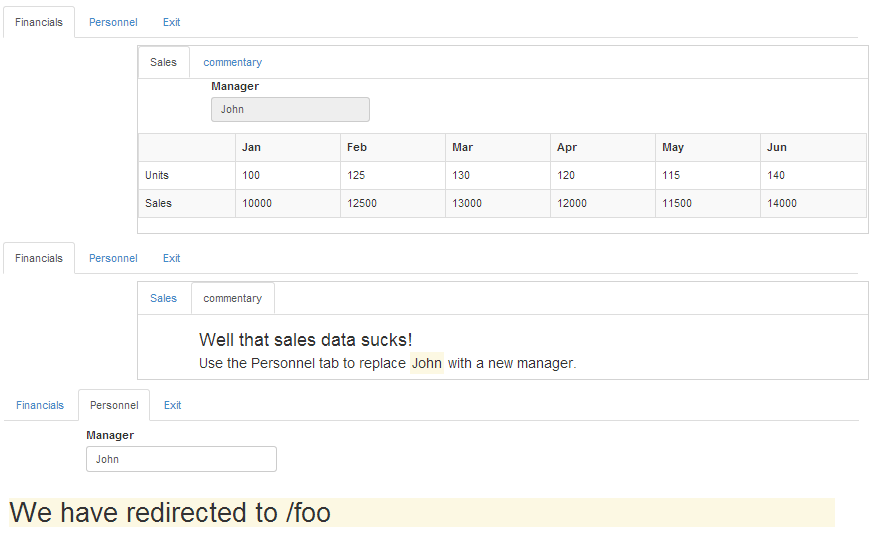 Financials Personnel Exit
Sales commentary
Manager
John
Jan Feb Mar Apr May Jun
Units 100 125 130 120 115 140
Sales 10000 12500 13000 12000 11500 14000
Financials Personnel Exit
Sales commentary
Well that sales data sucks!
Use the Personnel tab to replace John with a new manager.
Financials Personnel Exit
Manager
John
We have redirected to /foo